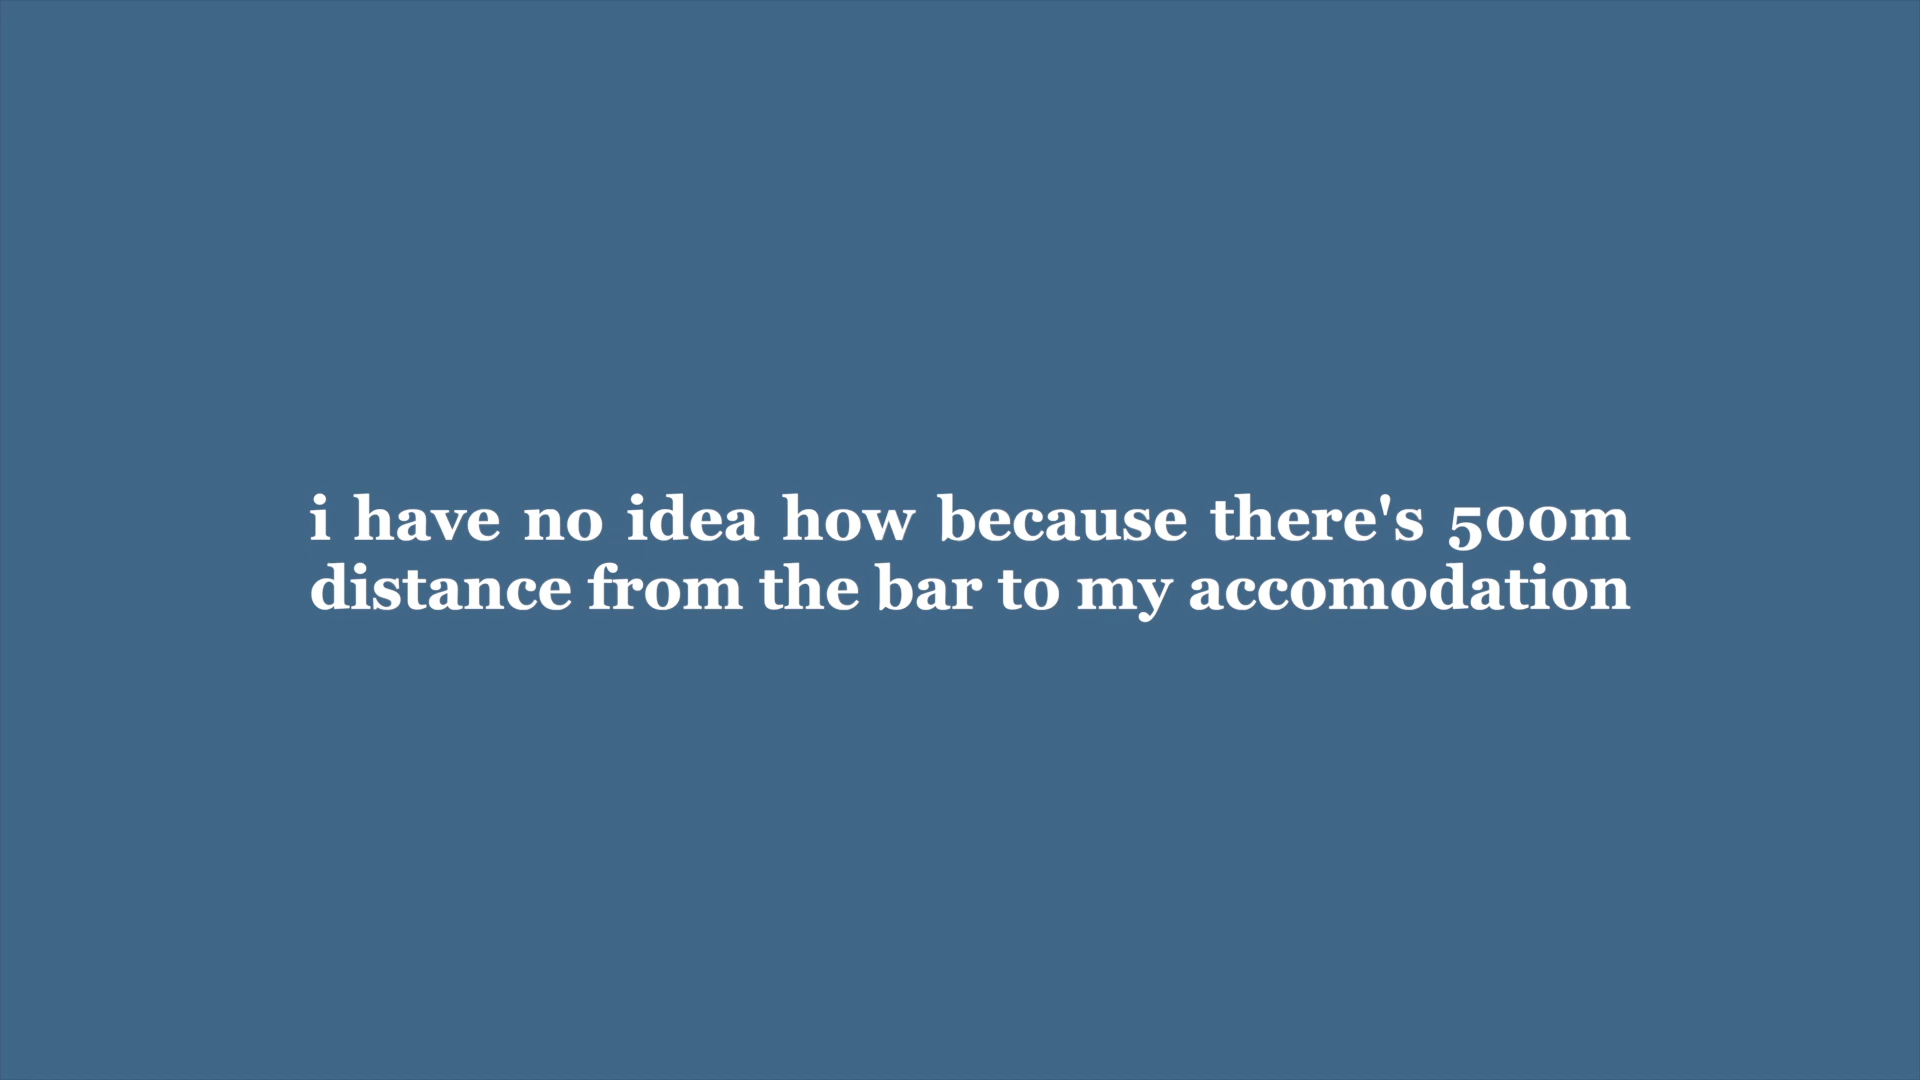 i have no idea how because there's 500m
distance from the bar to my accomodation